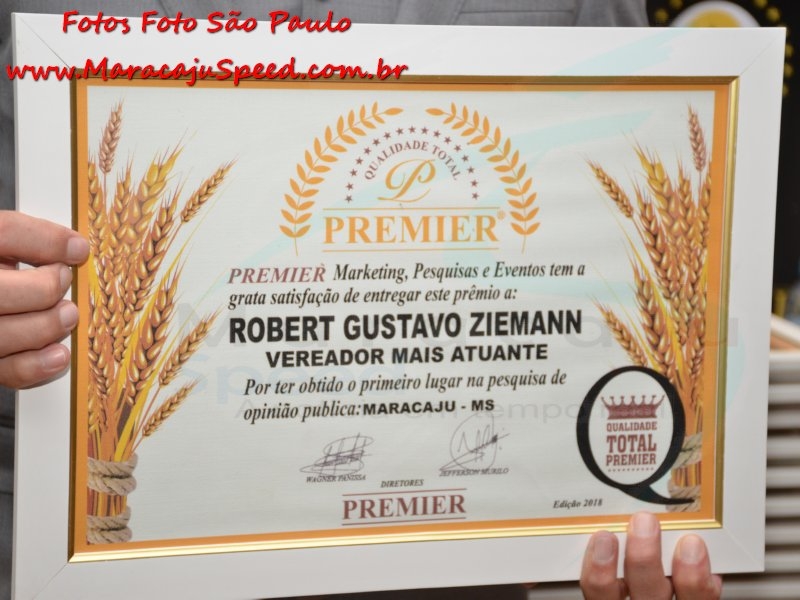 Fotos Foto São Paulo
www.MaracajuSpeed.com.br
QUALIDADE TOTAL
P
PREMIER®
PREMIER Marketing, Pesquisas e Eventos tem a
grata satisfação de entregar este prêmio a:
ROBERT GUSTAVO ZIEMANN
VEREADOR MAIS ATUANTE
Por ter obtido o primeiro lugar na pesquisa de
opinião publica:MARACAJU - MS
QUALIDADE
TOTAL
PREMIER
WAGNER PANISSA
JEFFERSON MURILO
DIRETORES
PREMIER
Edição 2018